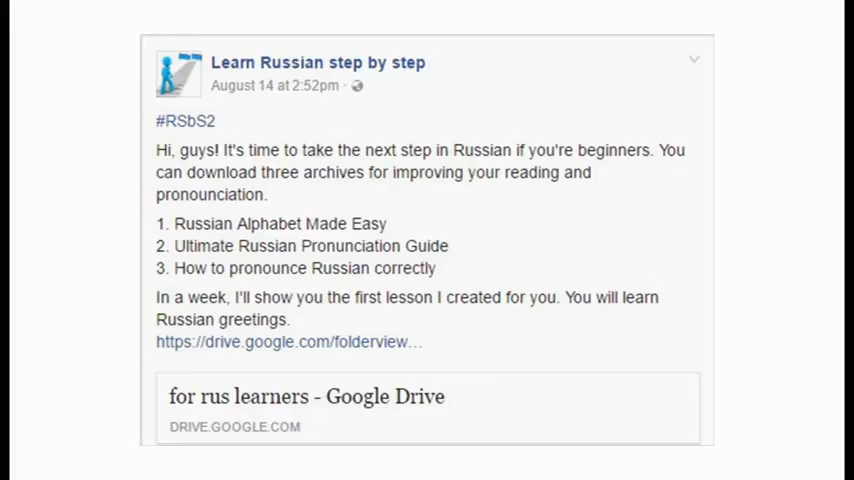 Learn Russian step by step
August 14 at 2:52pm ·
#RSbS2
Hi, guys! It's time to take the next step in Russian if you're beginners. You
can download three archives for improving your reading and
pronounciation.
1. Russian Alphabet Made Easy
2. Ultimate Russian Pronunciation Guide
3. How to pronounce Russian correctly
In a week, I'll show you the first lesson I created for you. You will learn
Russian greetings.
https://drive.google.com/folderview...
for rus learners - Google Drive
DRIVE.GOOGLE.COM